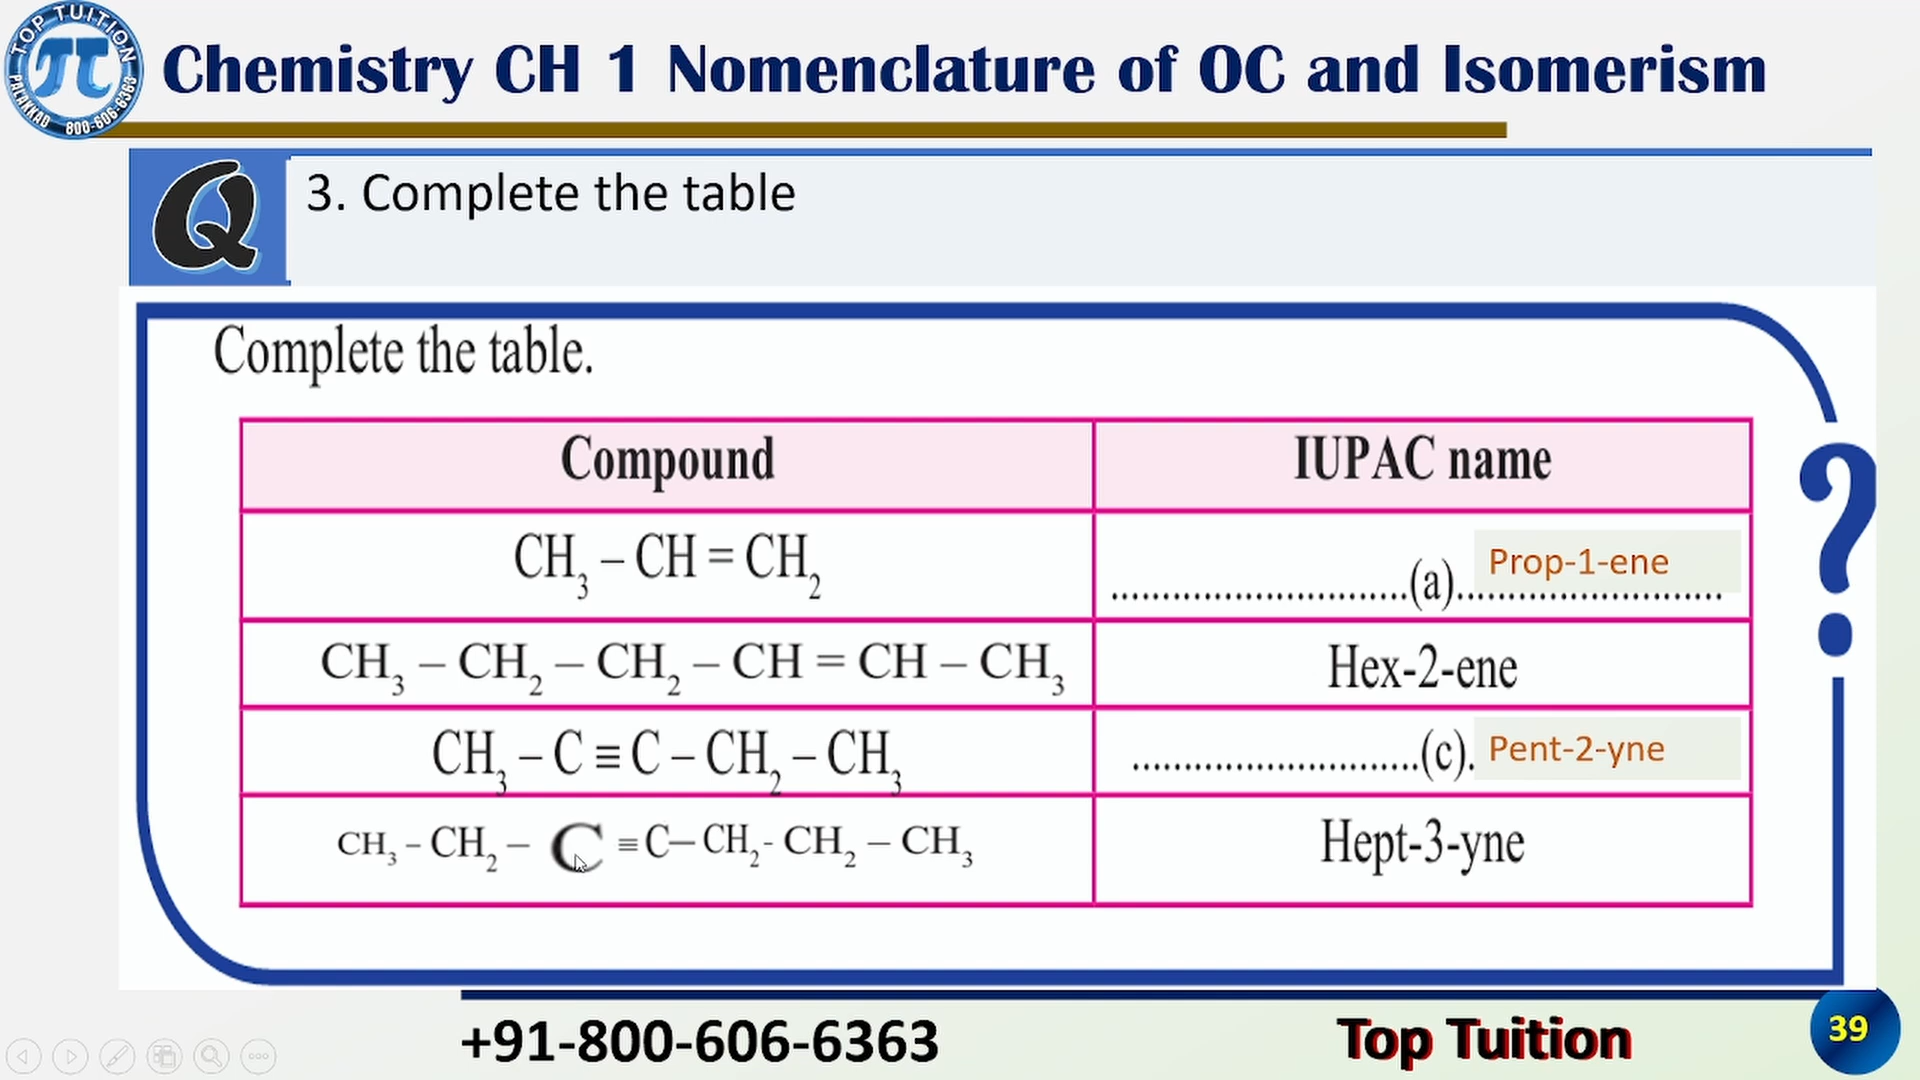 TOP TUITION
PALAKKAD 800-606-6363
Chemistry CH 1 Nomenclature of OC and Isomerism
Q
3. Complete the table
Complete the table.
Compound IUPAC name
CH₃ – CH = CH₂ ............................(a)........................... Prop-1-ene
CH₃ – CH₂ – CH₂ – CH = CH – CH₃ Hex-2-ene
CH₃ – C ≡ C – CH₂ – CH₃ ............................(c). Pent-2-yne
CH₃ – CH₂ – C ≡ C – CH₂ - CH₂ – CH₃ Hept-3-yne
?
+91-800-606-6363 Top Tuition 39